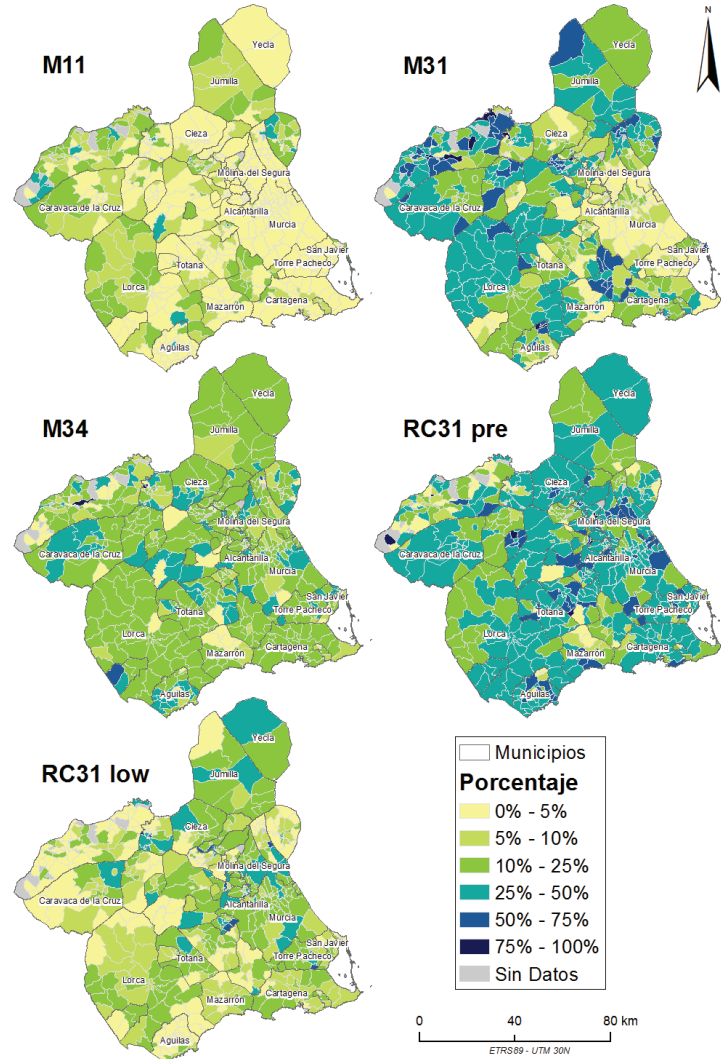 M11
Yecla
Jumilla
Cieza
Molina del Segura
Caravaca de la Cruz
Alcantarilla
Murcia
San Javier
Totana
Torre Pacheco
Lorca
Cartagena
Mazarrón
Aguilas
M31
N
Yecla
Jumilla
Cieza
Molina del Segura
Caravaca de la Cruz
Alcantarilla
Murcia
San Javier
Totana
Torre Pacheco
Lorca
Cartagena
Mazarrón
Aguilas
M34
Yecla
Jumilla
Cieza
Molina del Segura
Caravaca de la Cruz
Alcantarilla
Murcia
San Javier
Totana
Torre Pacheco
Lorca
Cartagena
Mazarrón
Aguilas
RC31 pre
Yecla
Jumilla
Cieza
Molina del Segura
Caravaca de la Cruz
Alcantarilla
Murcia
San Javier
Totana
Torre Pacheco
Lorca
Cartagena
Mazarrón
Aguilas
RC31 low
Yecla
Jumilla
Cieza
Molina del Segura
Caravaca de la Cruz
Alcantarilla
Murcia
San Javier
Totana
Torre Pacheco
Lorca
Cartagena
Mazarrón
Aguilas
Municipios
Porcentaje
0% - 5%
5% - 10%
10% - 25%
25% - 50%
50% - 75%
75% - 100%
Sin Datos
0 40 80 km
ETRS89 - UTM 30N